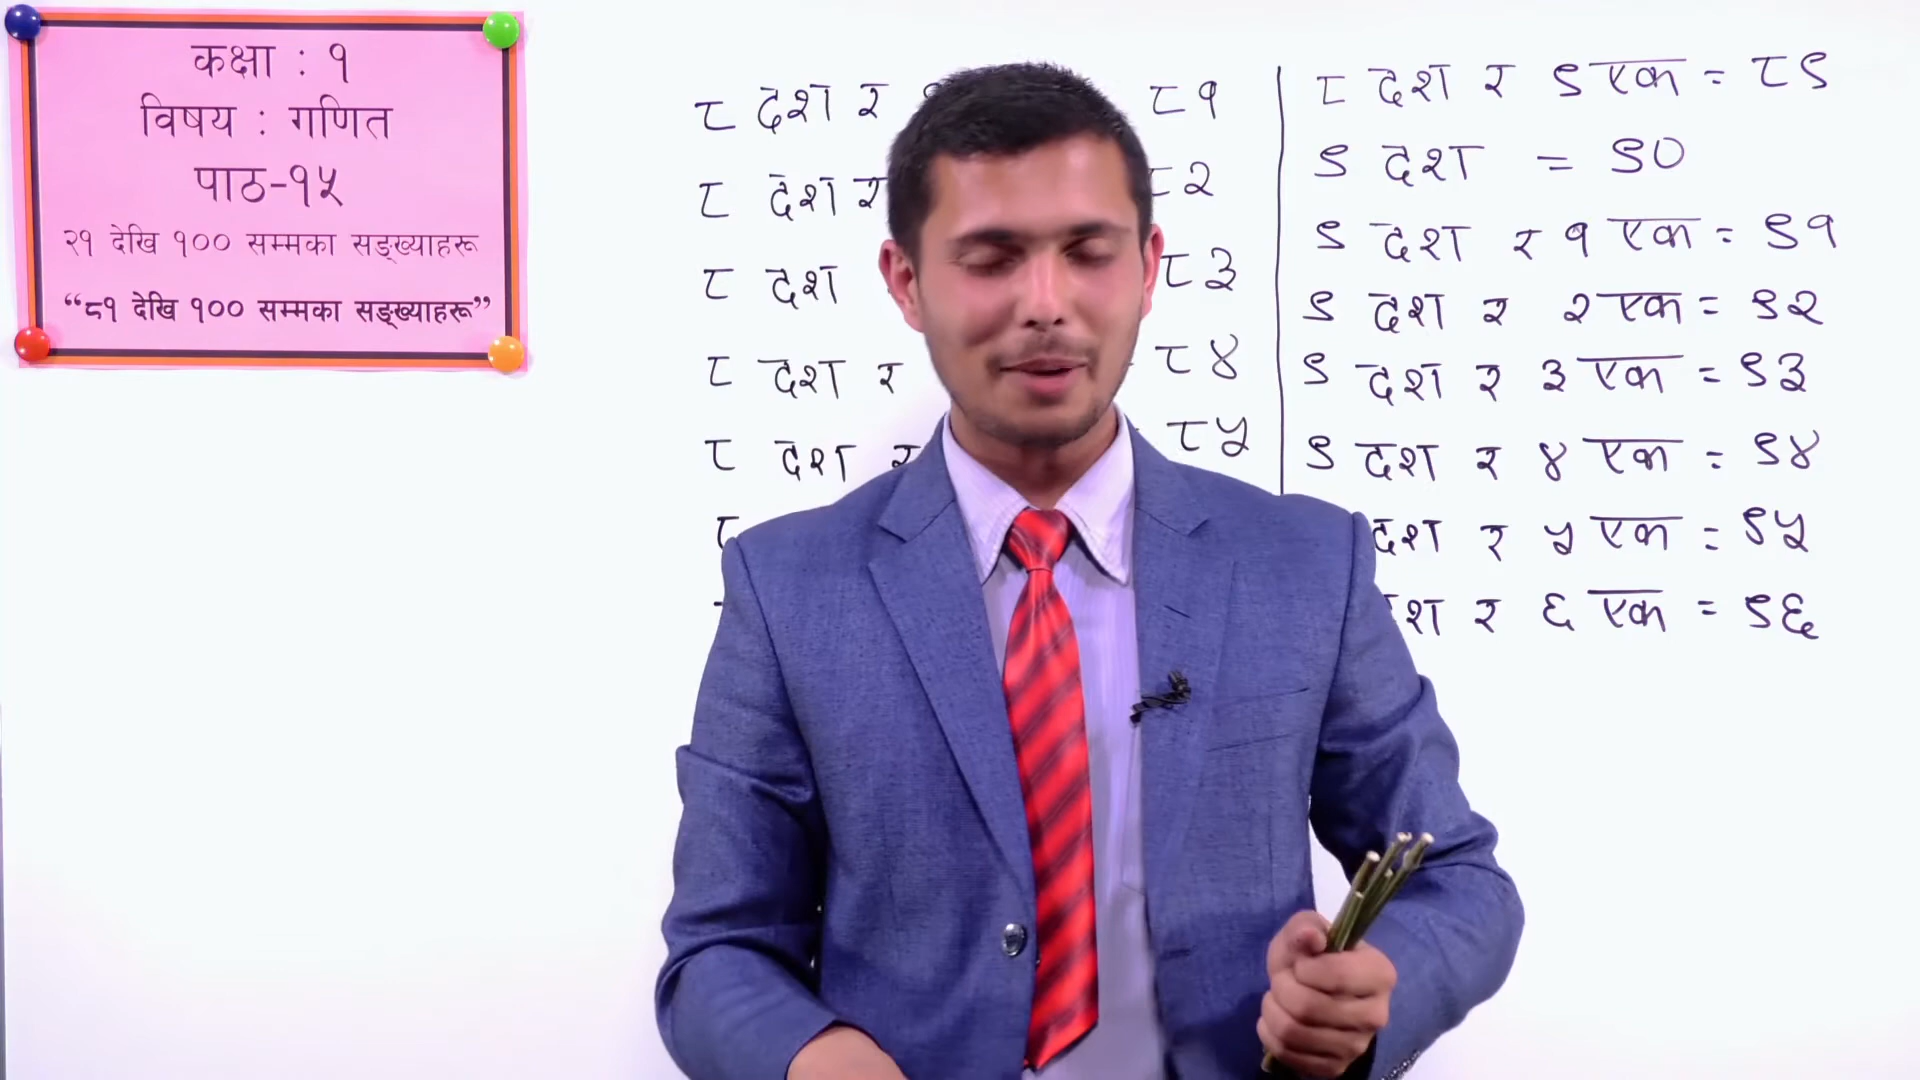 कक्षा : १
विषय : गणित
पाठ-१५
२१ देखि १०० सम्मका सङ्ख्याहरू
“८१ देखि १०० सम्मका सङ्ख्याहरू”
८ दश र ८१
८ दश र ८२
८ दश ८३
८ दश र ८४
८ दश र ८५
८
८ दश र ९ एक = ८९
९ दश = ९०
९ दश र १ एक = ९१
९ दश र २ एक = ९२
९ दश र ३ एक = ९३
९ दश र ४ एक = ९४
दश र ५ एक = ९५
र ६ एक = ९६